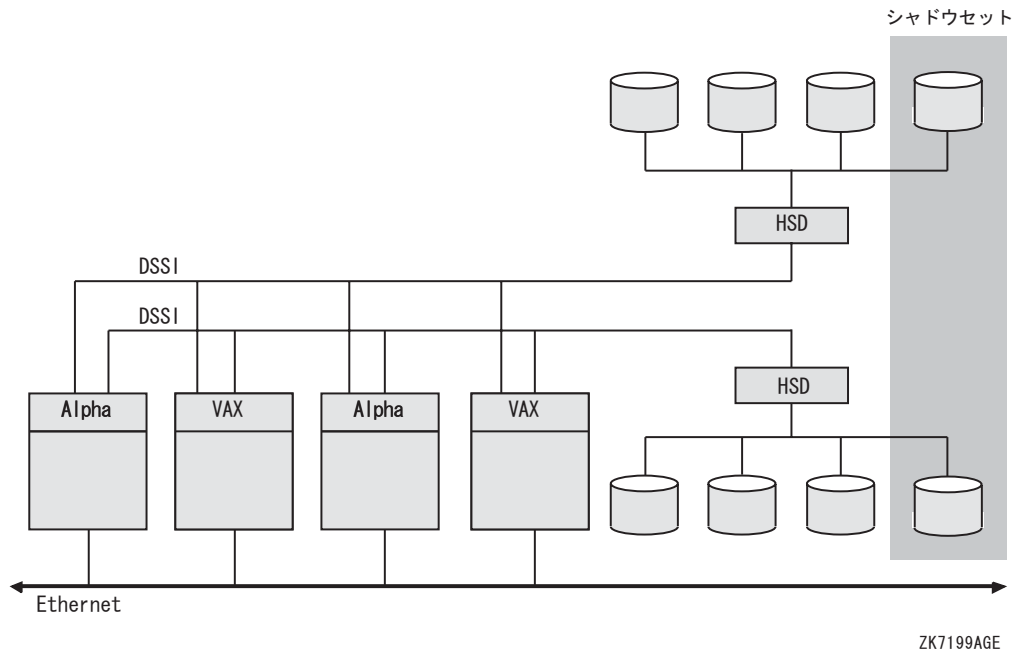 シャドウセット
HSD
DSSI
DSSI
HSD
Alpha
VAX
Alpha
VAX
Ethernet
ZK7199AGE